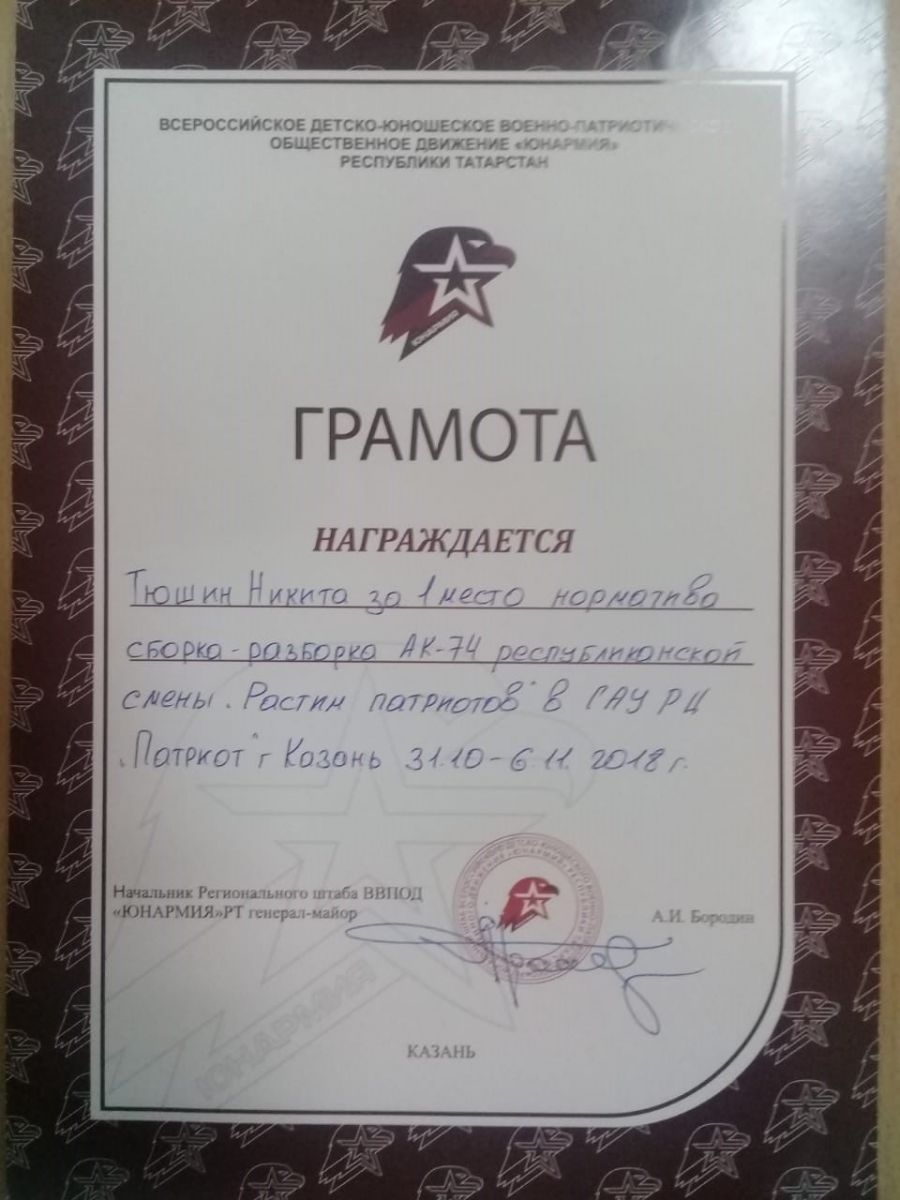 ВСЕРОССИЙСКОЕ ДЕТСКО-ЮНОШЕСКОЕ
ОБЩЕСТВЕННОЕ ДВИЖЕНИЕ «ЮНАРМИЯ»
РЕСПУБЛИКИ ТАТАРСТАН
ЮНАРМИЯ
ГРАМОТА
НАГРАЖДАЕТСЯ
Тюшин Никита за 1 место норматива
сборка-разборка АК-74 республиканской
смены „Растим патриотов" в ГАУ РЦ
„Патриот" г Казань 31.10-6.11.2018 г.
Начальник Регионального штаба ВВПОД
«ЮНАРМИЯ»РТ генерал-майор
А.И. Бородин
ЮНАРМИЯ
КАЗАНЬ